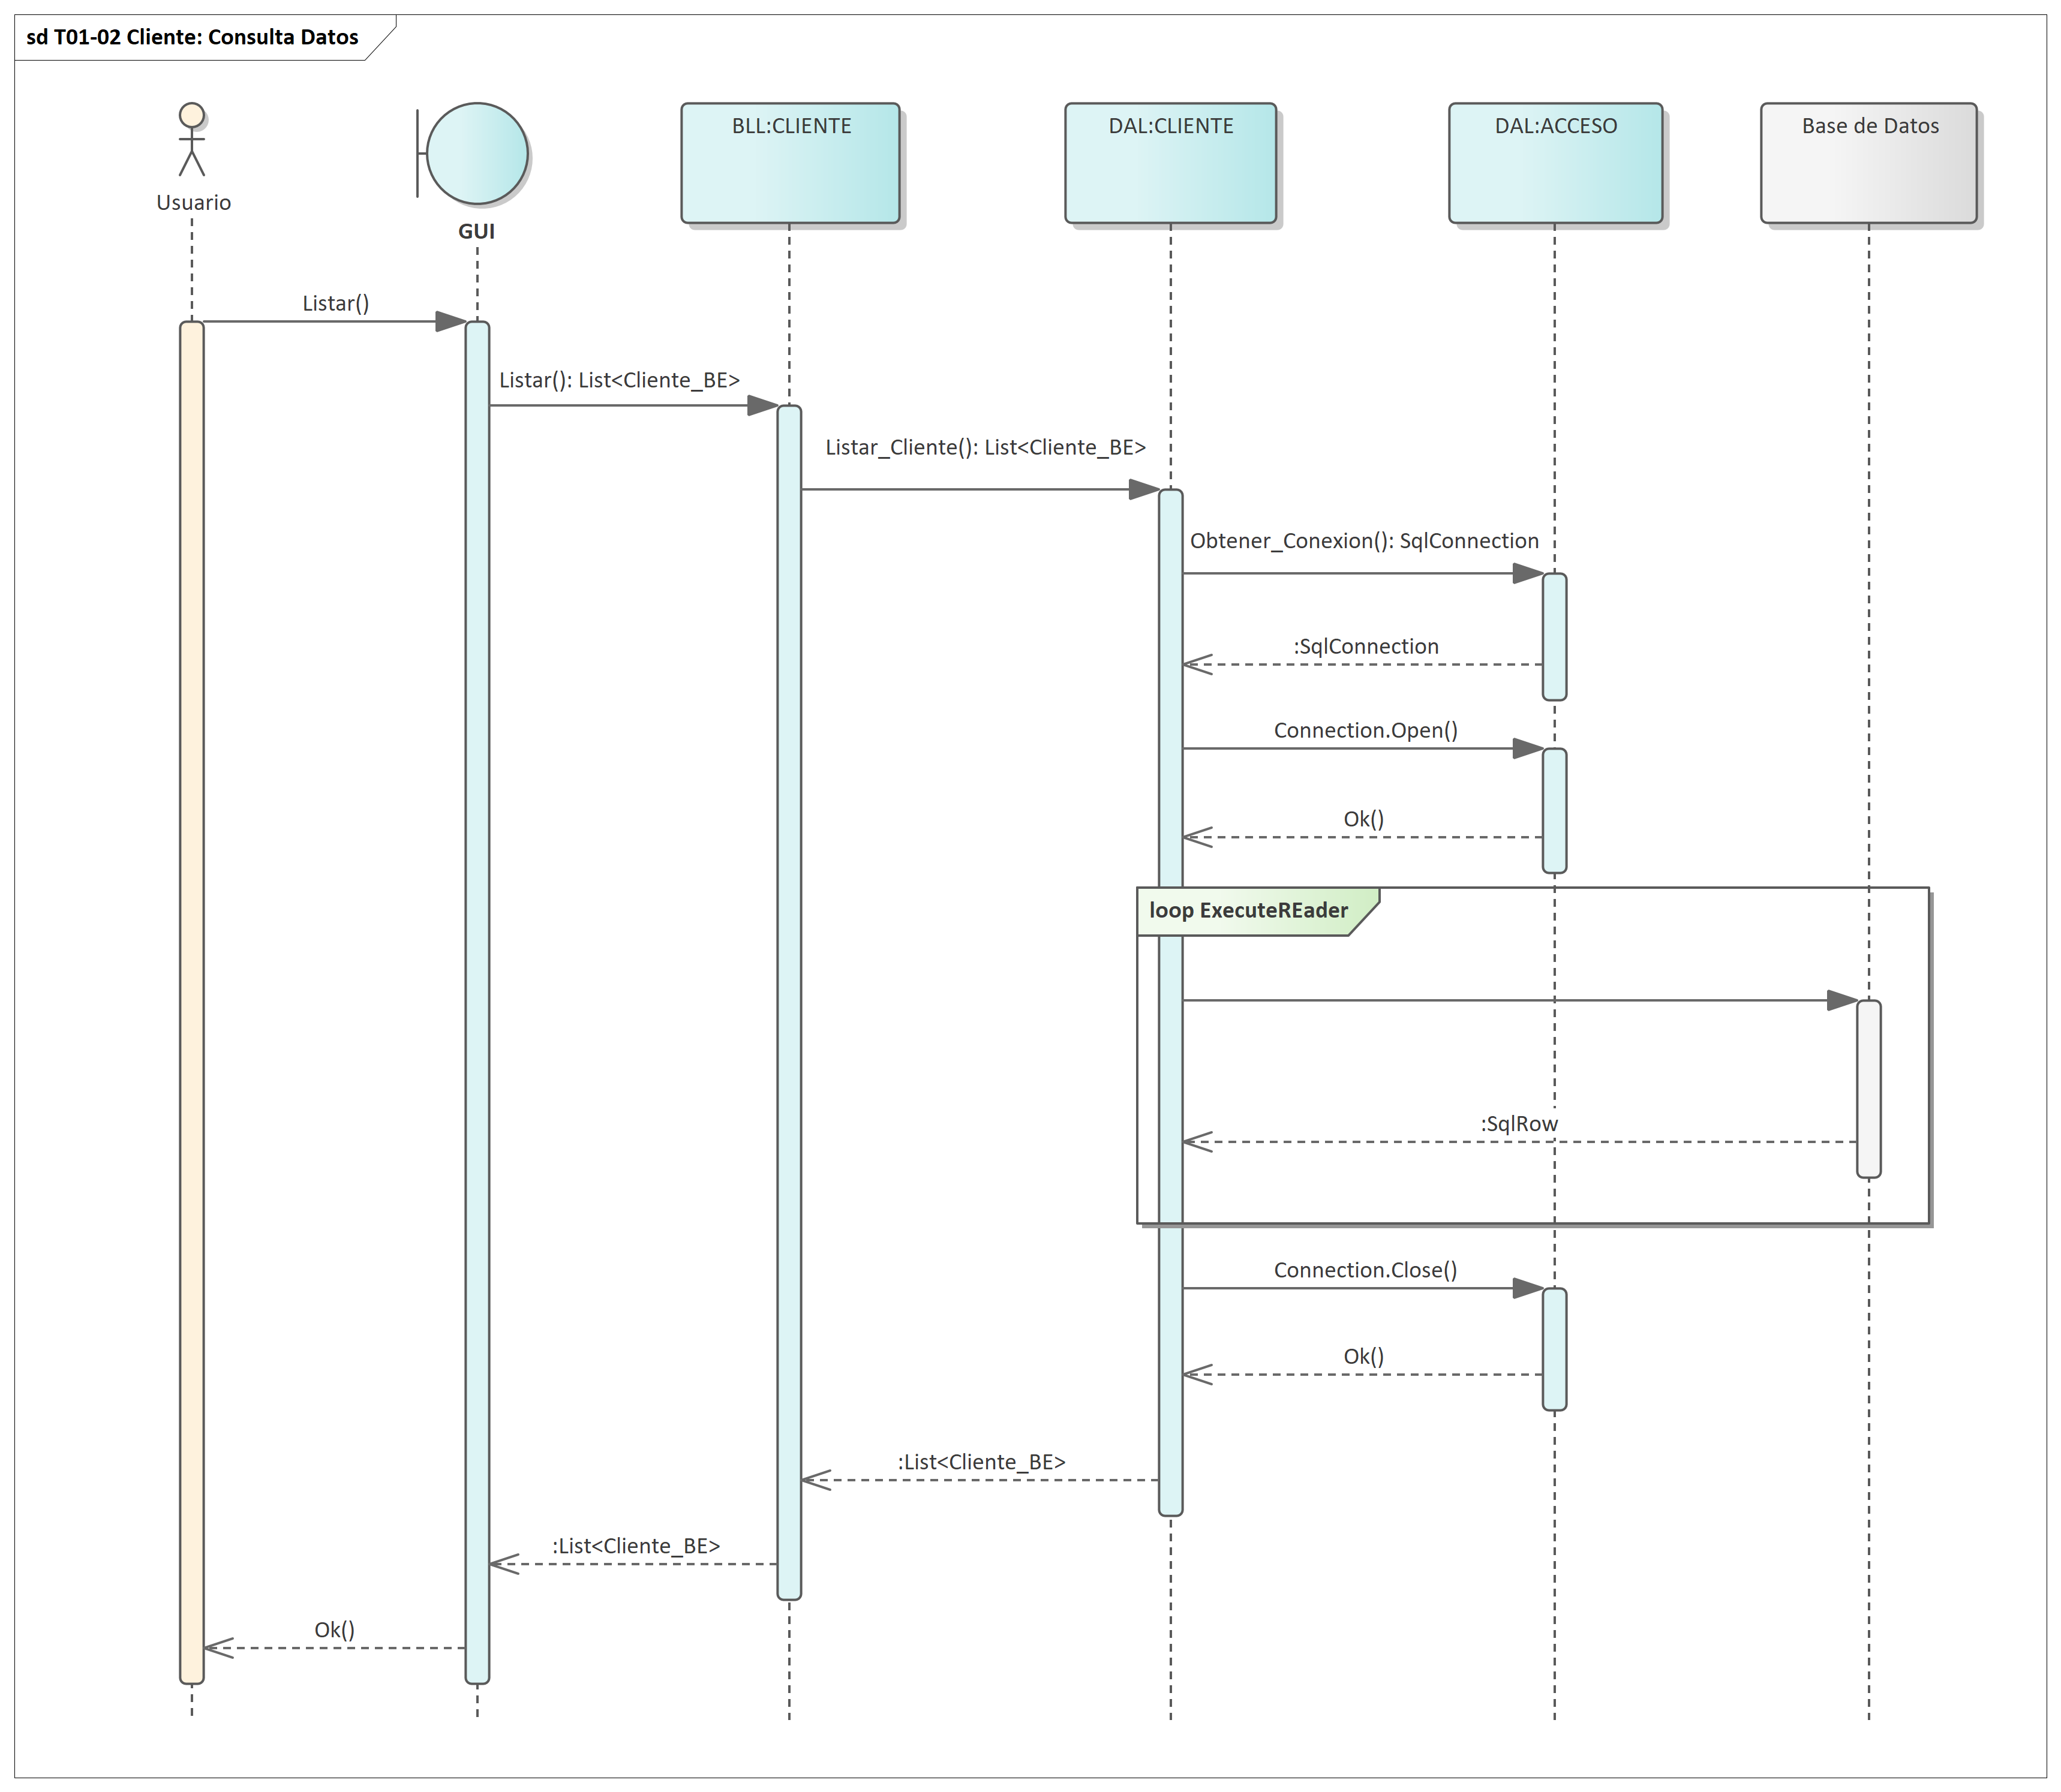 sd T01-02 Cliente: Consulta Datos
Usuario
GUI
BLL:CLIENTE
DAL:CLIENTE
DAL:ACCESO
Base de Datos
Listar()
Listar(): List<Cliente_BE>
Listar_Cliente(): List<Cliente_BE>
Obtener_Conexion(): SqlConnection
:SqlConnection
Connection.Open()
Ok()
loop ExecuteREader
:SqlRow
Connection.Close()
Ok()
:List<Cliente_BE>
:List<Cliente_BE>
Ok()